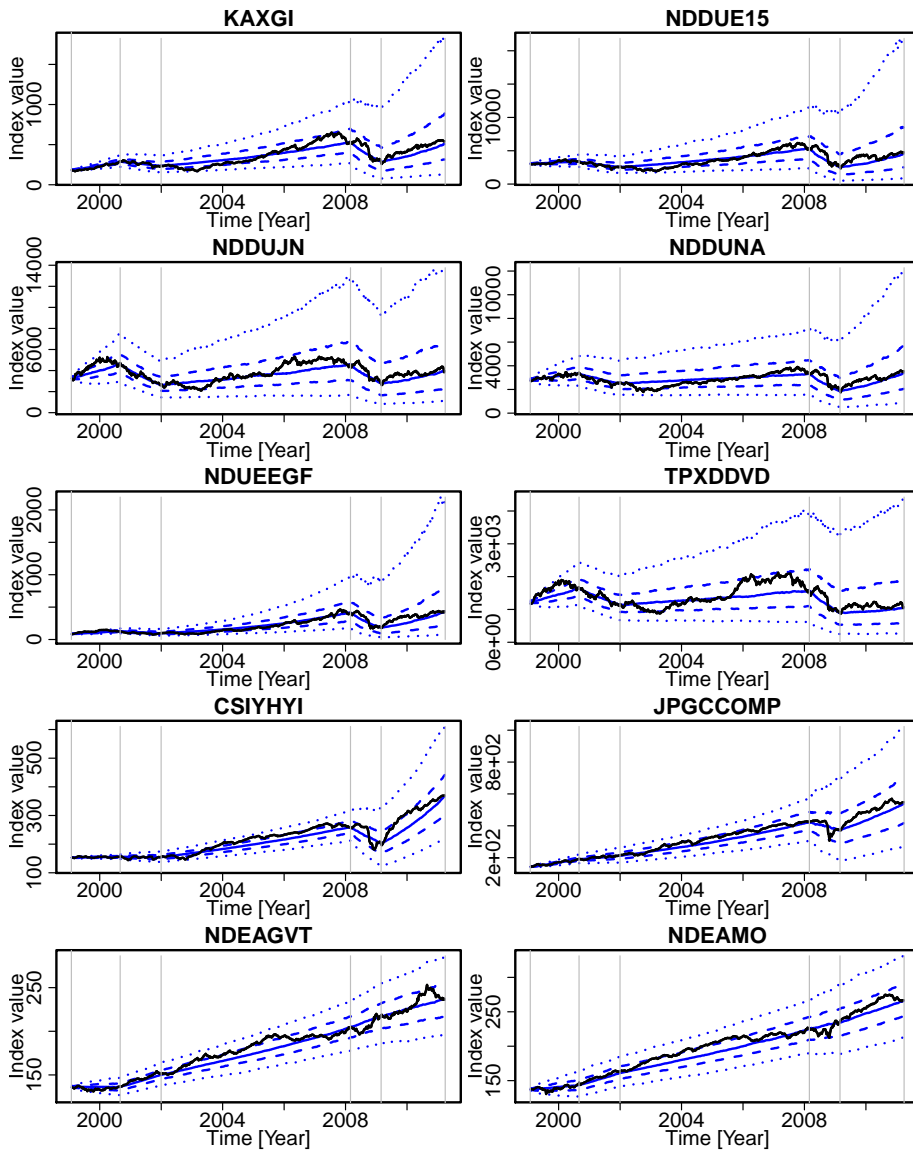 KAXGI
NDDUE15
Index value
0 1000
2000 2004 2008
Time [Year]
Index value
0 10000
2000 2004 2008
Time [Year]
NDDUJN
NDDUNA
Index value
0 6000 14000
2000 2004 2008
Time [Year]
Index value
0 4000 10000
2000 2004 2008
Time [Year]
NDUEEGF
TPXDDVD
Index value
0 1000 2000
2000 2004 2008
Time [Year]
Index value
0e+00 3e+03
2000 2004 2008
Time [Year]
CSIYHYI
JPGCCOMP
Index value
100 300 500
2000 2004 2008
Time [Year]
Index value
2e+02 8e+02
2000 2004 2008
Time [Year]
NDEAGVT
NDEAMO
Index value
150 250
2000 2004 2008
Time [Year]
Index value
150 250
2000 2004 2008
Time [Year]